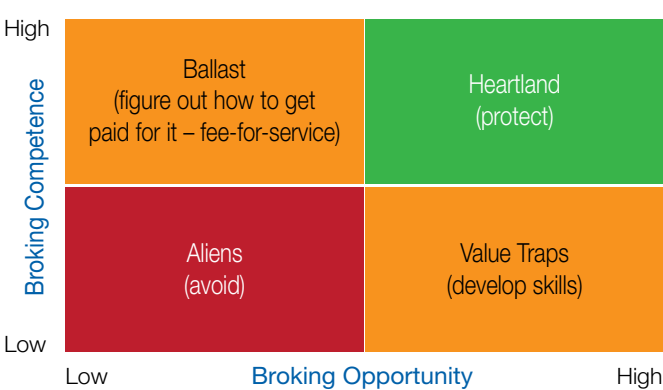 High
Broking Competence
Low
Ballast
(figure out how to get
paid for it – fee-for-service)
Heartland
(protect)
Aliens
(avoid)
Value Traps
(develop skills)
Low
Broking Opportunity
High